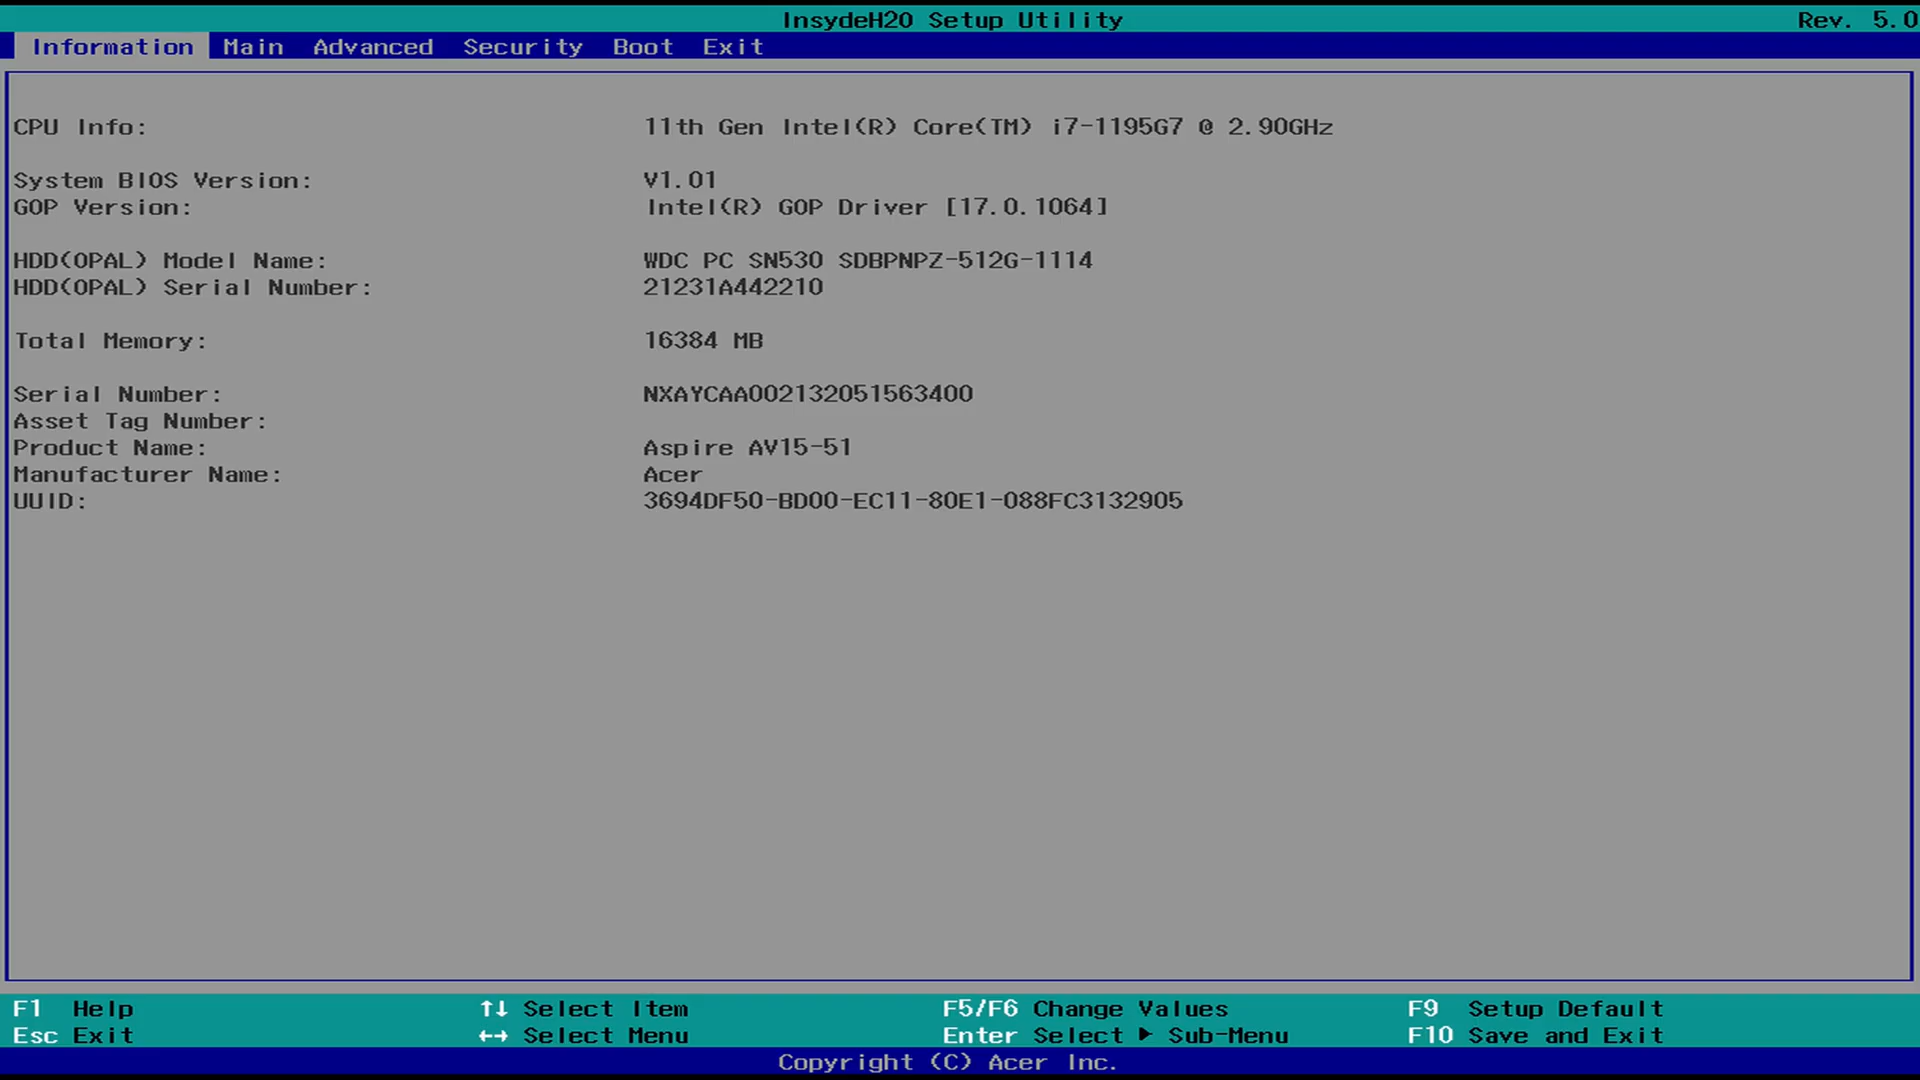 InsydeH20 Setup Utility Rev. 5.0
Information Main Advanced Security Boot Exit
CPU Info: 11th Gen Intel(R) Core(TM) i7-1195G7 @ 2.90GHz
System BIOS Version: V1.01
GOP Version: Intel(R) GOP Driver [17.0.1064]
HDD(OPAL) Model Name: WDC PC SN530 SDBPNPZ-512G-1114
HDD(OPAL) Serial Number: 21231A442210
Total Memory: 16384 MB
Serial Number: NXAYCAA002132051563400
Asset Tag Number:
Product Name: Aspire AV15-51
Manufacturer Name: Acer
UUID: 3694DF50-BD00-EC11-80E1-088FC3132905
F1 Help ↑↓ Select Item F5/F6 Change Values F9 Setup Default
Esc Exit ↔ Select Menu Enter Select ▶ Sub-Menu F10 Save and Exit
Copyright (C) Acer Inc.